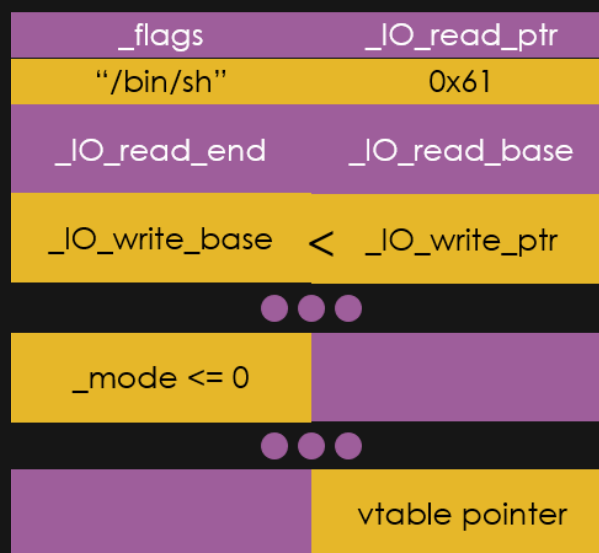 _flags _IO_read_ptr
“/bin/sh” 0x61
_IO_read_end _IO_read_base
_IO_write_base < _IO_write_ptr
_mode <= 0
vtable pointer